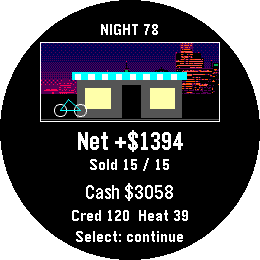 NIGHT 78
Net +$1394
Sold 15 / 15
Cash $3058
Cred 120 Heat 39
Select: continue